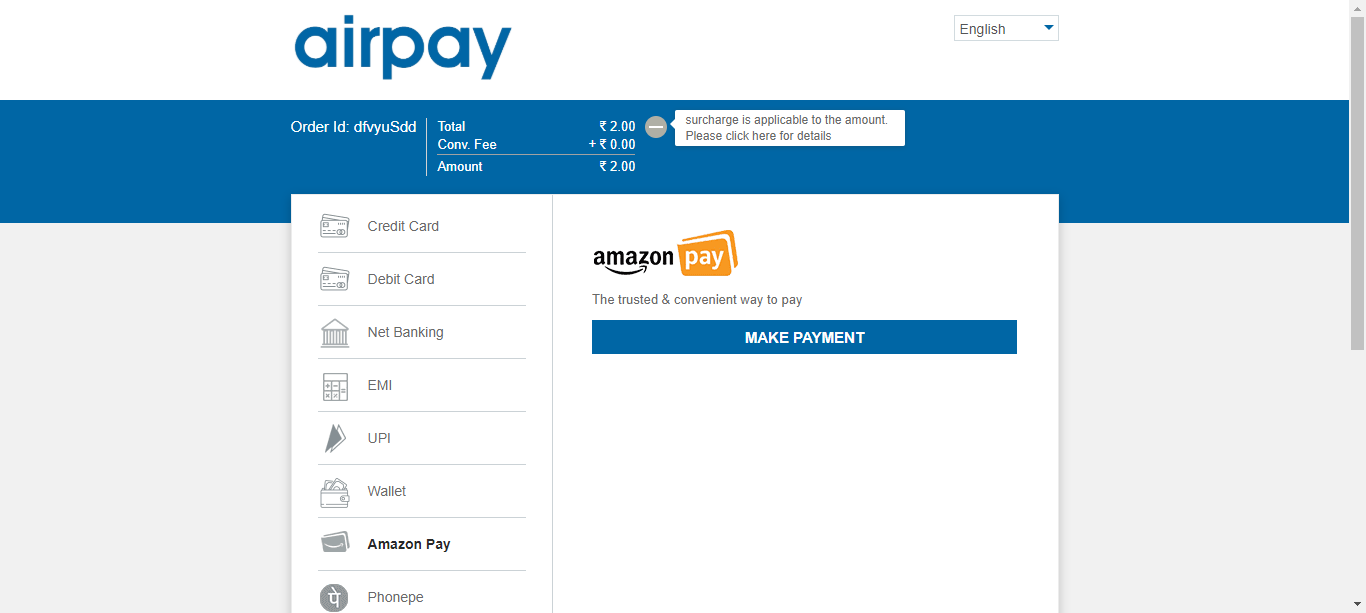 airpay
English
Order Id: dfvyuSdd
Total ₹ 2.00
Conv. Fee + ₹ 0.00
Amount ₹ 2.00
surcharge is applicable to the amount.
Please click here for details
Credit Card
Debit Card
Net Banking
EMI
UPI
Wallet
Amazon Pay
Phonepe
amazon pay
The trusted & convenient way to pay
MAKE PAYMENT